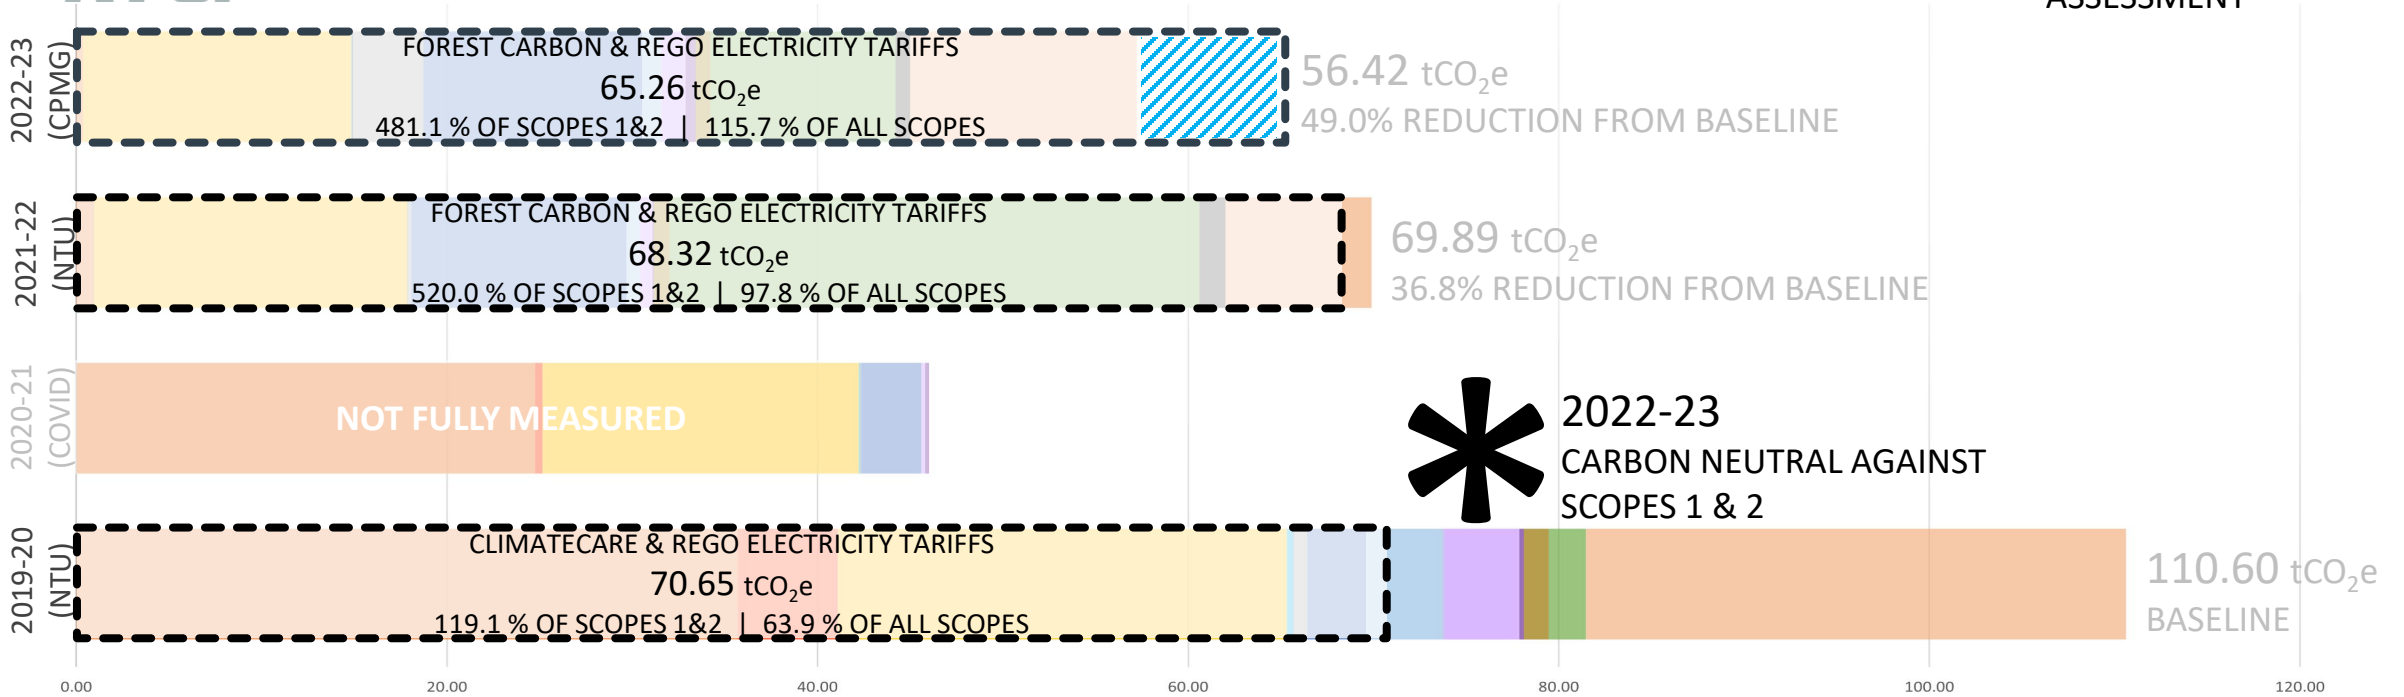 ASSESSMENT
2022-23
(CPMG)
FOREST CARBON & REGO ELECTRICITY TARIFFS
65.26 tCO₂e
481.1 % OF SCOPES 1&2 | 115.7 % OF ALL SCOPES
56.42 tCO₂e
49.0% REDUCTION FROM BASELINE
2021-22
(NTU)
FOREST CARBON & REGO ELECTRICITY TARIFFS
68.32 tCO₂e
520.0 % OF SCOPES 1&2 | 97.8 % OF ALL SCOPES
69.89 tCO₂e
36.8% REDUCTION FROM BASELINE
2020-21
(COVID)
NOT FULLY MEASURED
2022-23
CARBON NEUTRAL AGAINST
SCOPES 1 & 2
2019-20
(NTU)
CLIMATECARE & REGO ELECTRICITY TARIFFS
70.65 tCO₂e
119.1 % OF SCOPES 1&2 | 63.9 % OF ALL SCOPES
110.60 tCO₂e
BASELINE
0.00 20.00 40.00 60.00 80.00 100.00 120.00